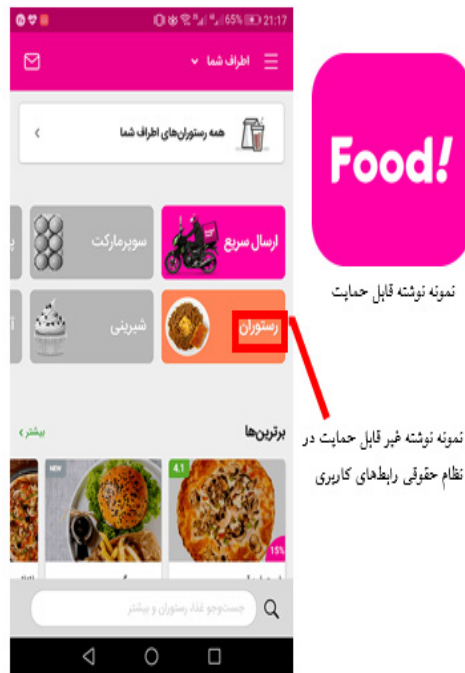 65% 21:17
اطراف شما
همه رستوران‌های اطراف شما
ارسال سریع
سوپرمارکت
رستوران
شیرینی
برترین‌ها
بیشتر
NEW
4.1
15%
جست‌وجو غذا، رستوران و بیشتر
Food!
نمونه نوشته قابل حمایت
نمونه نوشته غیر قابل حمایت در
نظام حقوقی رابط‌های کاربری